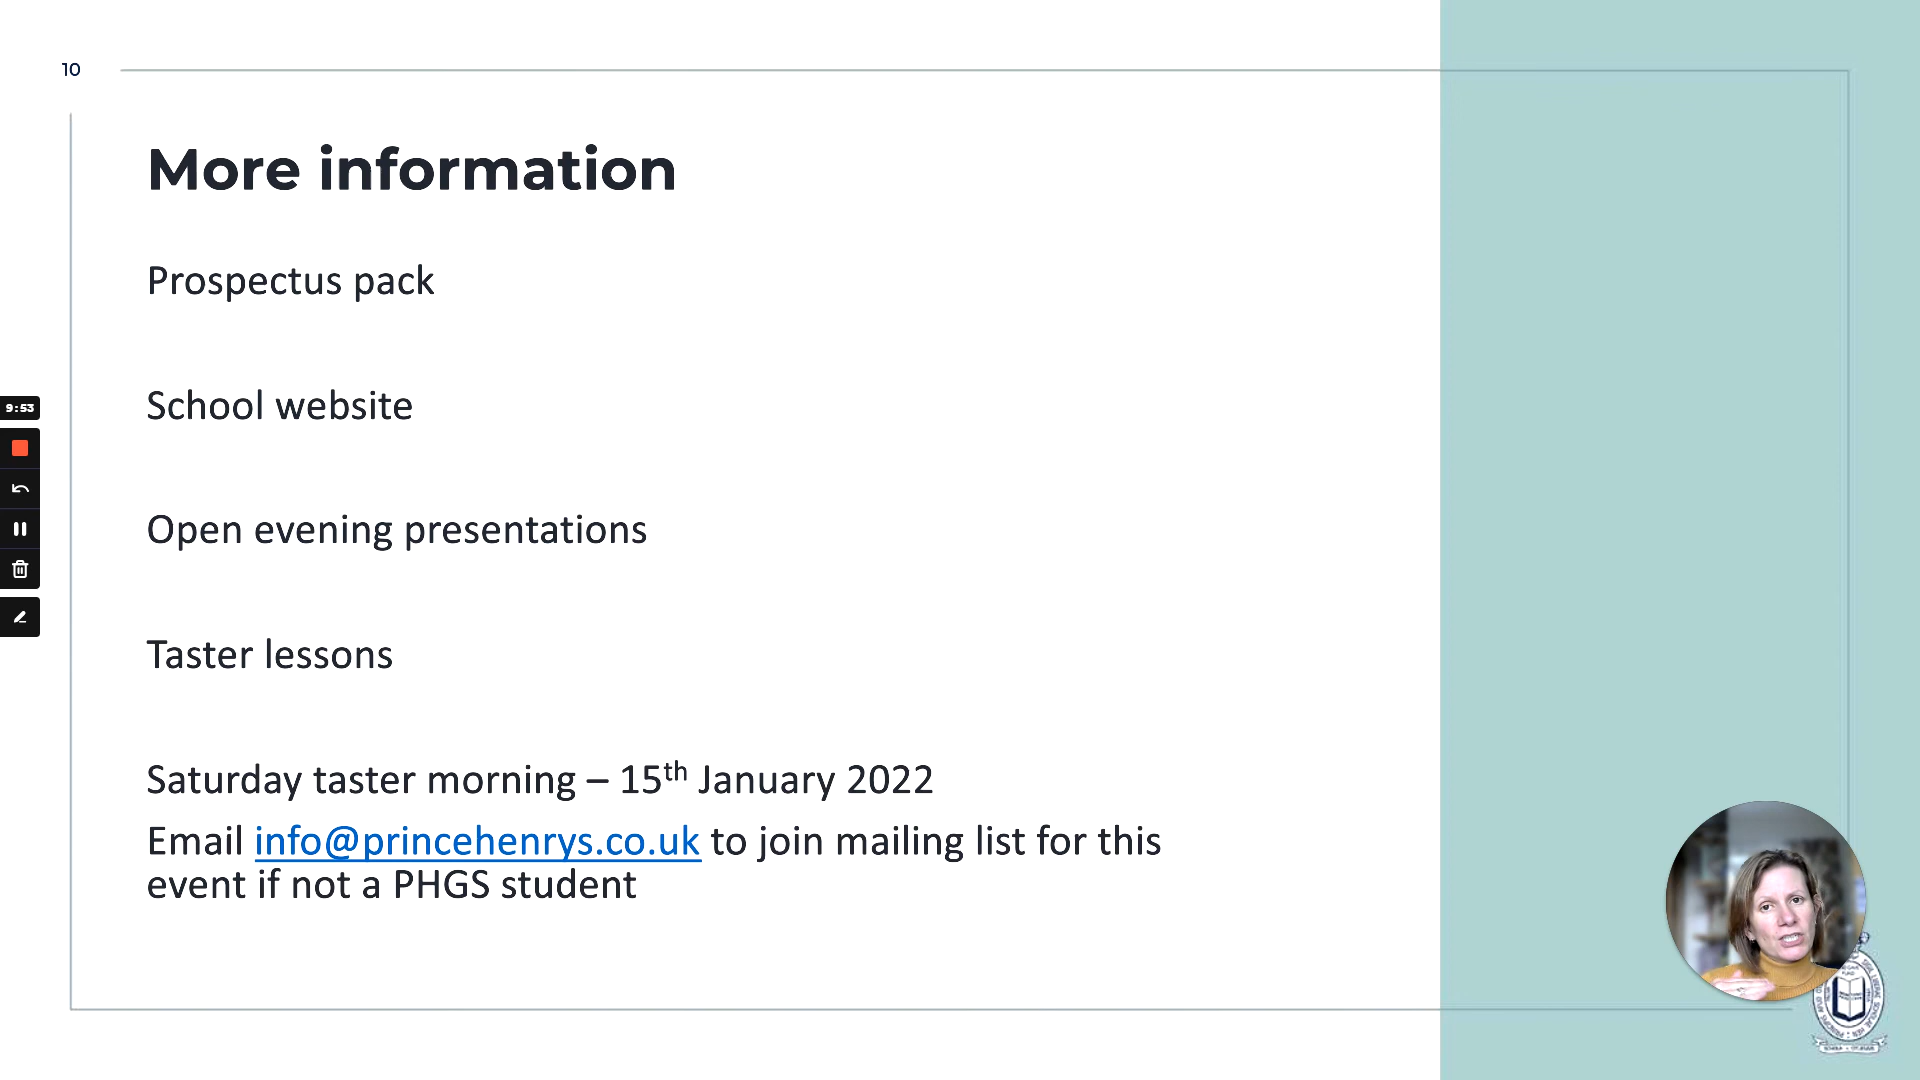 10
More information
Prospectus pack
School website
9:53
Open evening presentations
Taster lessons
Saturday taster morning – 15th January 2022
Email info@princehenrys.co.uk to join mailing list for this
event if not a PHGS student